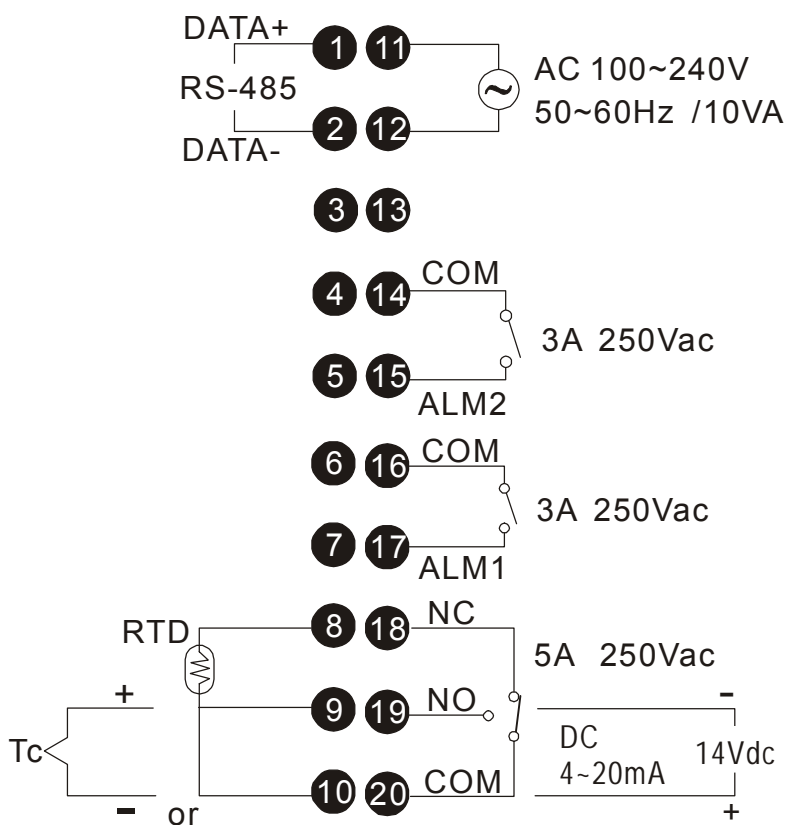 DATA+
1 11
RS-485
AC 100~240V
50~60Hz /10VA
2 12
DATA-
3 13
4 14 COM
3A 250Vac
5 15
ALM2
6 16 COM
3A 250Vac
7 17
ALM1
RTD 8 18 NC
5A 250Vac
+ 9 19 NO -
Tc
DC
4~20mA
14Vdc
10 20 COM
- or +